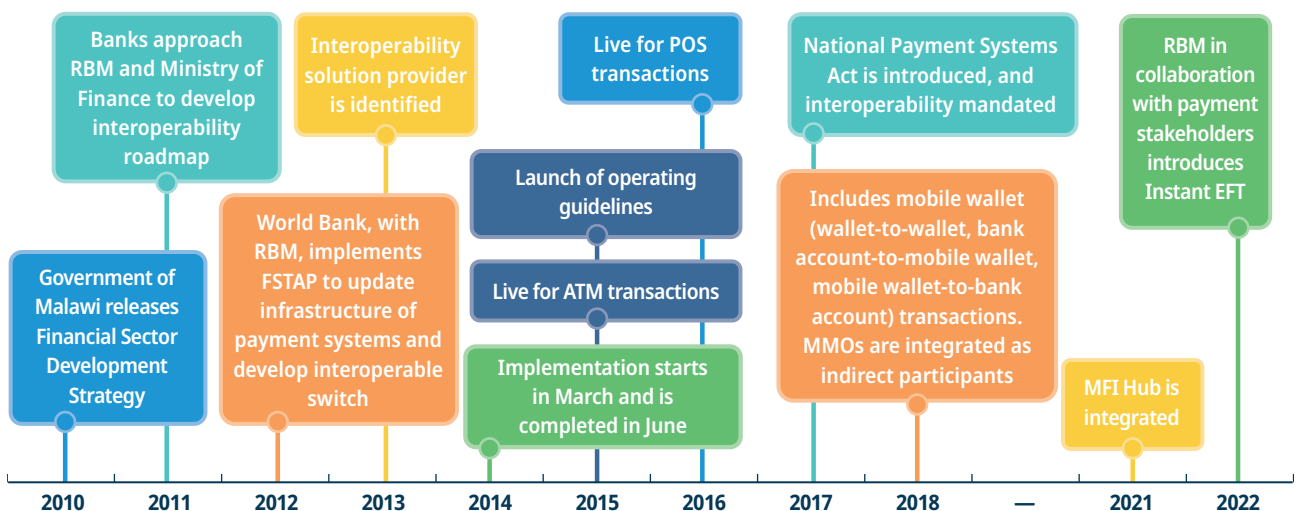 Government of
Malawi releases
Financial Sector
Development
Strategy
Banks approach
RBM and Ministry of
Finance to develop
interoperability
roadmap
World Bank, with
RBM, implements
FSTAP to update
infrastructure of
payment systems and
develop interoperable
switch
Interoperability
solution provider
is identified
Implementation starts
in March and is
completed in June
Launch of operating
guidelines
Live for ATM transactions
Live for POS
transactions
National Payment Systems
Act is introduced, and
interoperability mandated
Includes mobile wallet
(wallet-to-wallet, bank
account-to-mobile wallet,
mobile wallet-to-bank
account) transactions.
MMOs are integrated as
indirect participants
MFI Hub is
integrated
RBM in
collaboration
with payment
stakeholders
introduces
Instant EFT
2010 2011 2012 2013 2014 2015 2016 2017 2018 — 2021 2022